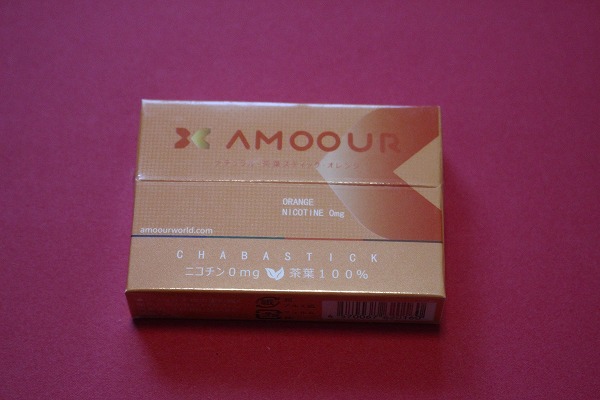 AMOOUR
ORANGE
NICOTINE 0mg
amoourworld.com
CHABASTICK
ニコチン0mg 茶葉100%